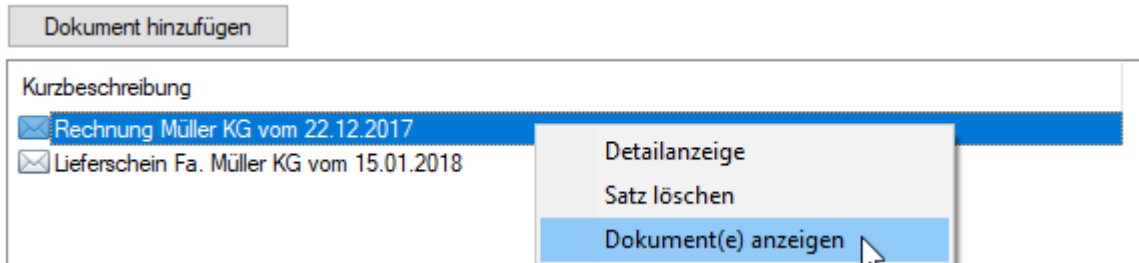 Dokument hinzufügen
Kurzbeschreibung
Rechnung Müller KG vom 22.12.2017
Lieferschein Fa. Müller KG vom 15.01.2018
Detailanzeige
Satz löschen
Dokument(e) anzeigen